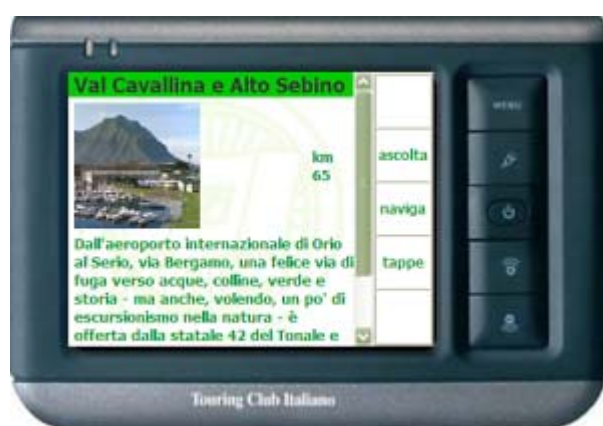 Val Cavallina e Alto Sebino
km
65
Dall'aeroporto internazionale di Orio
al Serio, via Bergamo, una felice via di
fuga verso acque, colline, verde e
storia - ma anche, volendo, un po' di
escursionismo nella natura - è
offerta dalla statale 42 del Tonale e
ascolta
naviga
tappe
MENU
Touring Club Italiano